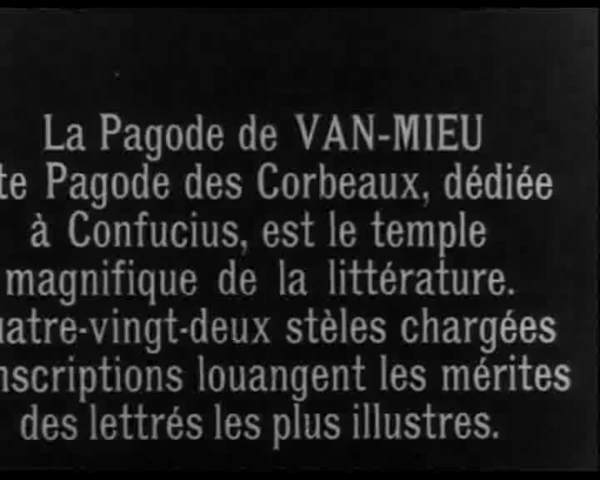 La Pagode de VAN-MIEU
te Pagode des Corbeaux, dédiée
à Confucius, est le temple
magnifique de la littérature.
uatre-vingt-deux stèles chargées
nscriptions louangent les mérites
des lettrés les plus illustres.